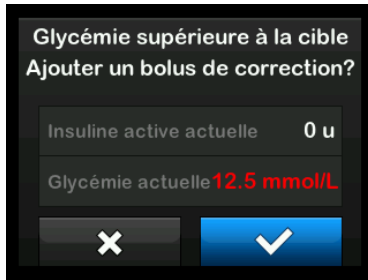 Glycémie supérieure à la cible
Ajouter un bolus de correction?
Insuline active actuelle 0 u
Glycémie actuelle 12.5 mmol/L